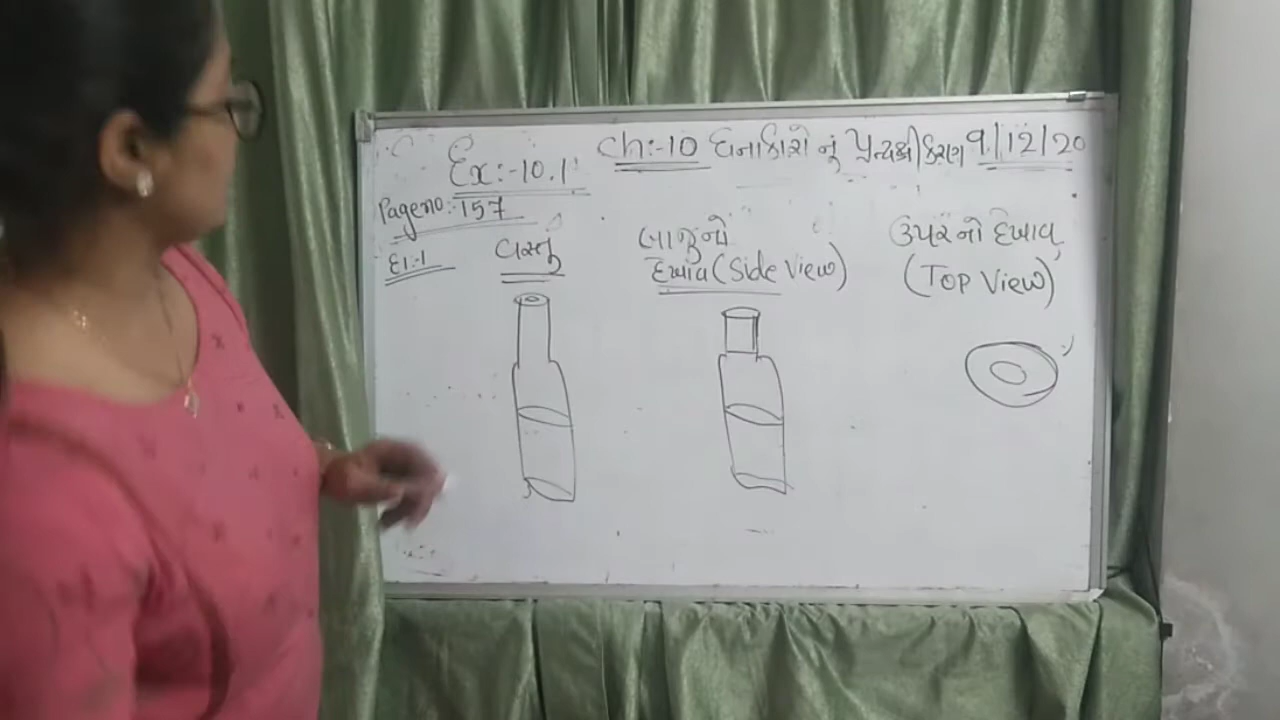 Ch:-10 ઘનાકારો નું પ્રત્યક્ષીકરણ 9/12/20
Ex:-10.1
Page no:-157
દા:-1
વસ્તુ
બાજુનો
દેખાવ (Side View)
ઉપરનો દેખાવ
(Top View)